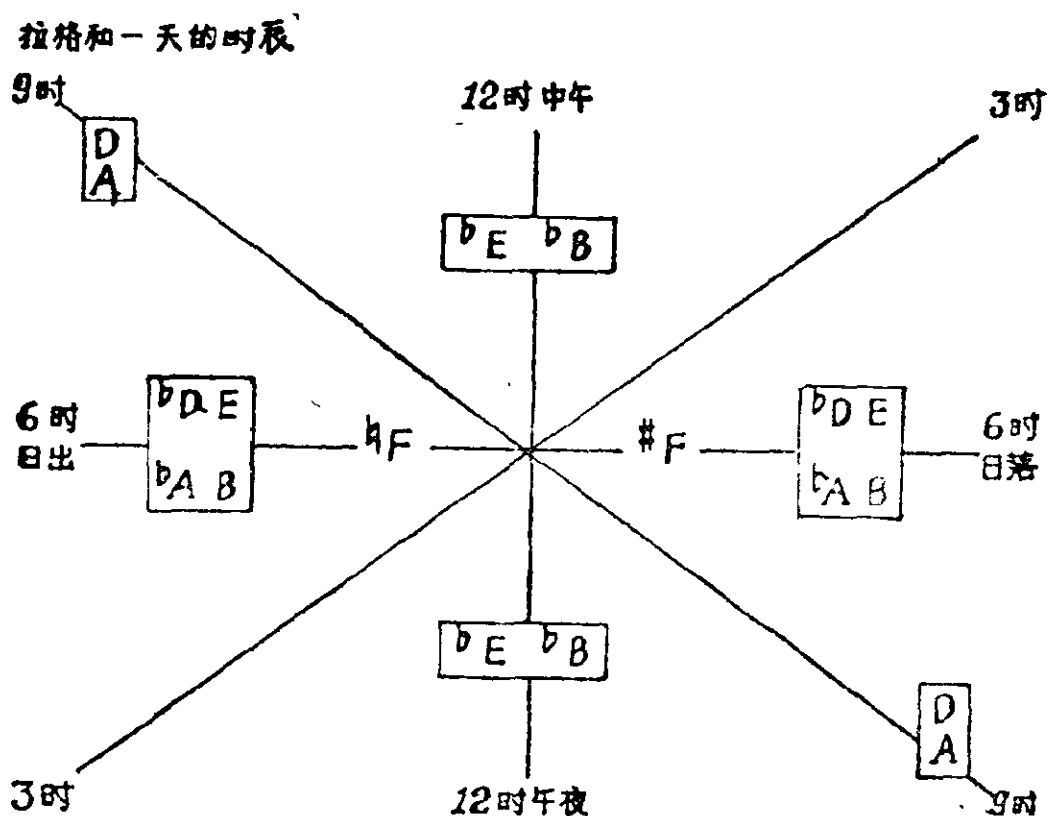 拉格和一天的时辰
9时
12时中午
3时
D
A
♭E ♭B
♭D E
♭A B
6时
日出
♮F
♯F
♭D E
♭A B
6时
日落
♭E ♭B
D
A
3时
12时午夜
9时